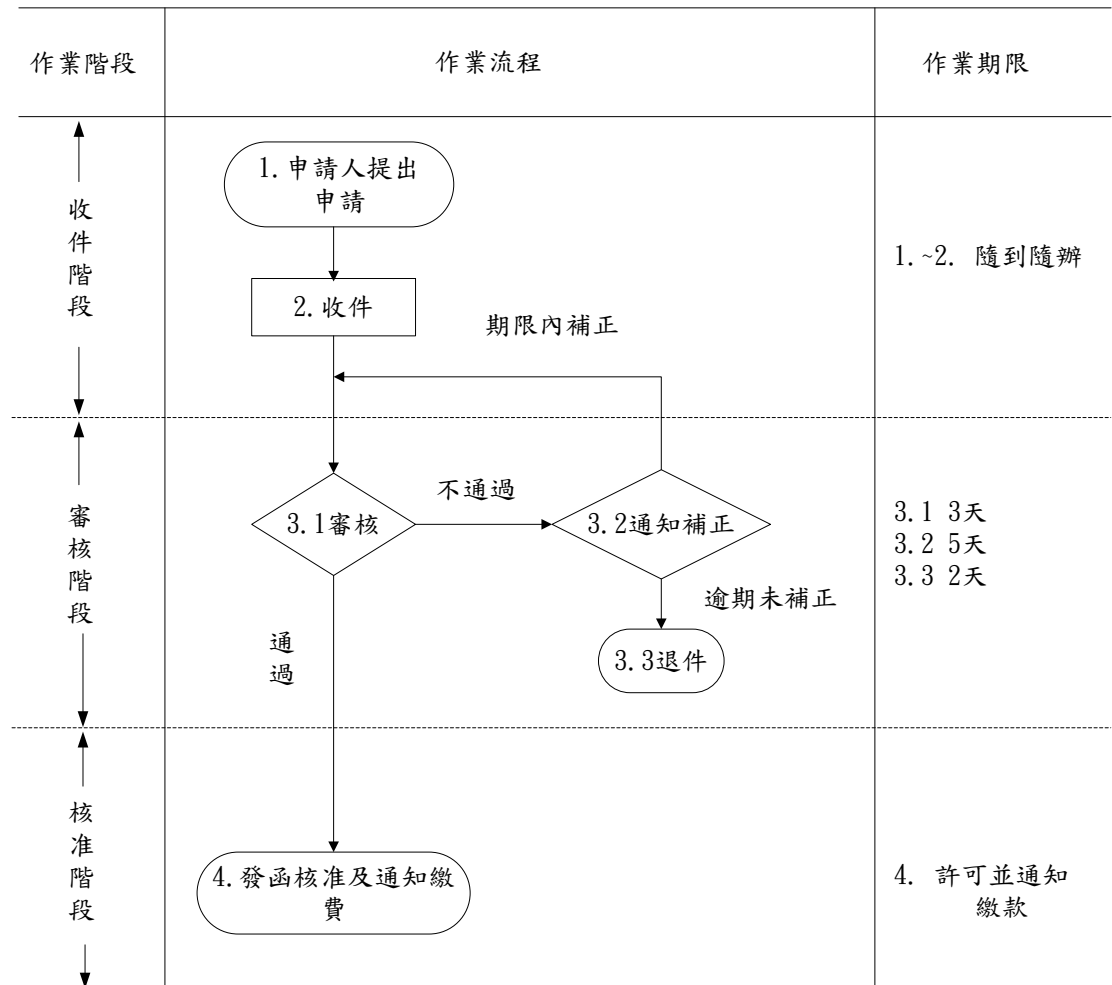 作業階段
作業流程
作業期限
收件階段
1.申請人提出
申請
2.收件
期限內補正
1.~2. 隨到隨辦
審核階段
3.1審核
不通過
3.2通知補正
通過
逾期未補正
3.3退件
3.1 3天
3.2 5天
3.3 2天
核准階段
4.發函核准及通知繳
費
4. 許可並通知
繳款